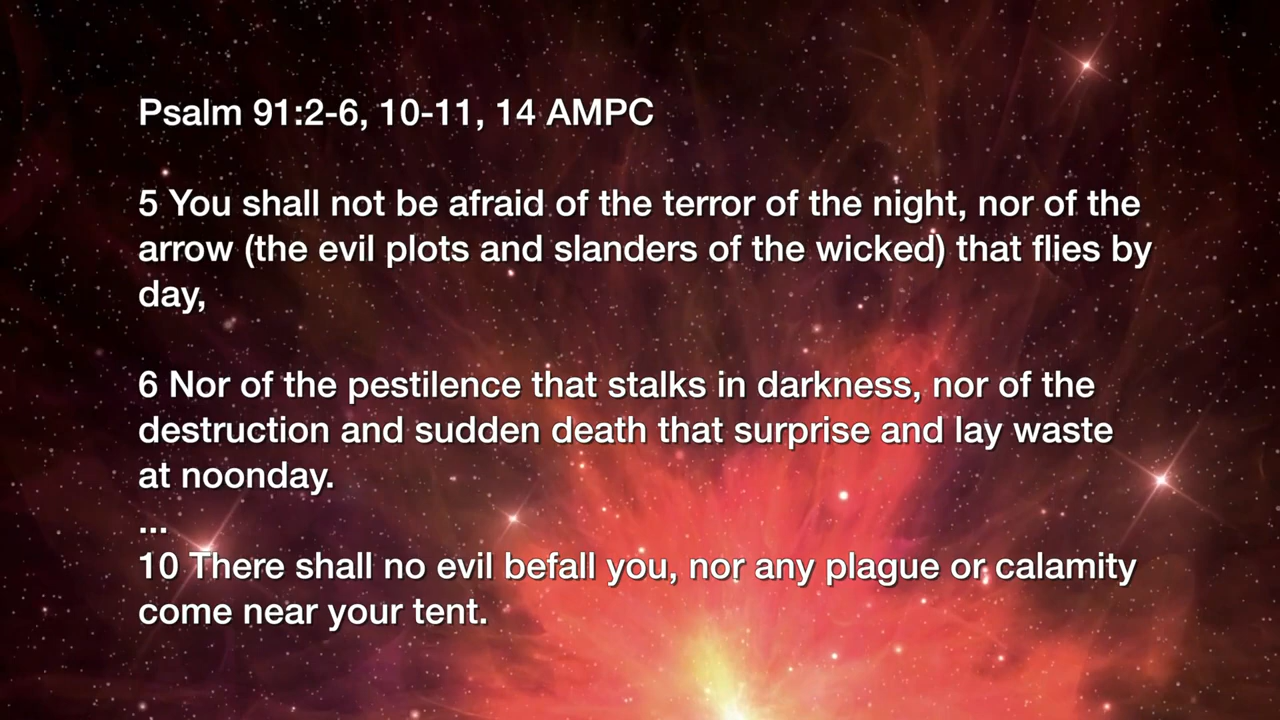 Psalm 91:2-6, 10-11, 14 AMPC
5 You shall not be afraid of the terror of the night, nor of the
arrow (the evil plots and slanders of the wicked) that flies by
day,
6 Nor of the pestilence that stalks in darkness, nor of the
destruction and sudden death that surprise and lay waste
at noonday.
...
10 There shall no evil befall you, nor any plague or calamity
come near your tent.